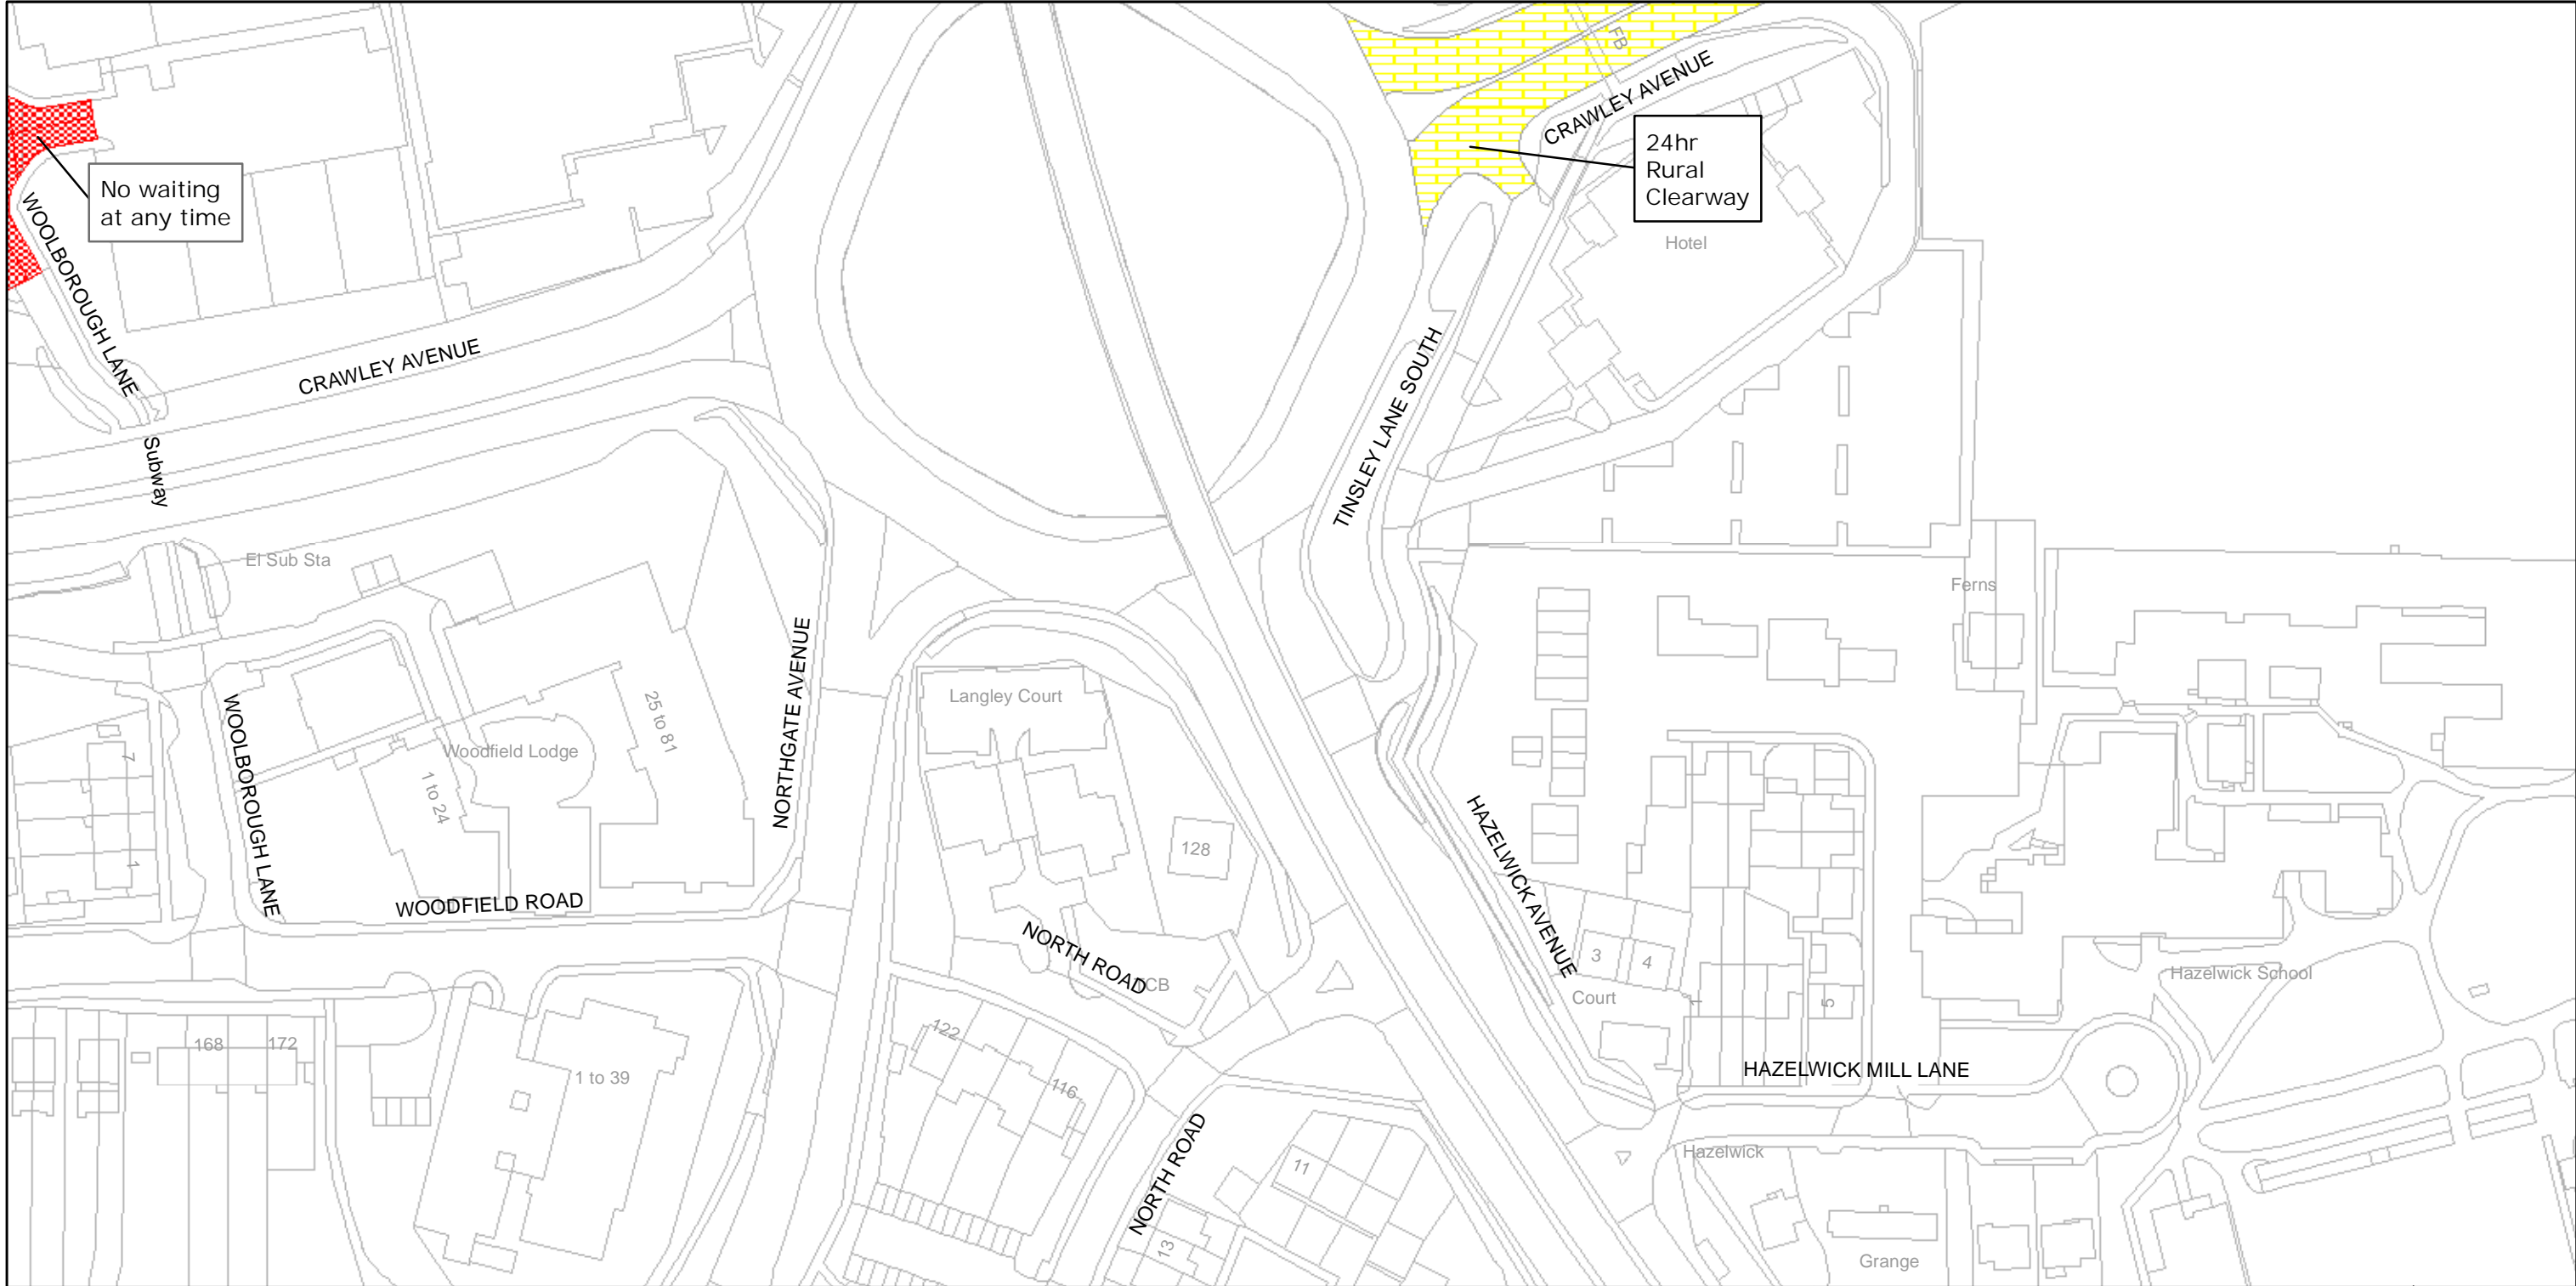 FB
CRAWLEY AVENUE
24hr
Rural
Clearway
No waiting
at any time
Hotel
WOOLBOROUGH LANE
CRAWLEY AVENUE
TINSLEY LANE SOUTH
Subway
El Sub Sta
Ferns
NORTHGATE AVENUE
Langley Court
25 to 81
Woodfield Lodge
WOOLBOROUGH LANE
7
1 to 24
1
128
HAZELWICK AVENUE
WOODFIELD ROAD
NORTH ROAD
TCB
3
4
Court
1
5
Hazelwick School
122
116
168
172
1 to 39
HAZELWICK MILL LANE
NORTH ROAD
11
13
Hazelwick
Grange